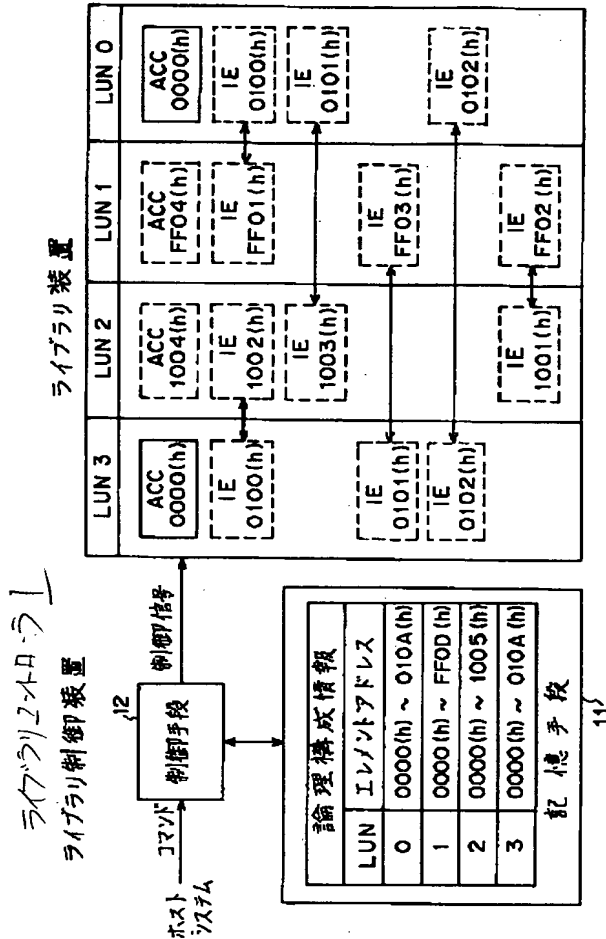 ライブラリコントローラ1
ライブラリ制御装置
ホスト
システム
コマンド
制御手段
12
制御信号
論理構成情報
LUN エレメントアドレス
0 0000(h)~010A(h)
1 0000(h)~FF0D(h)
2 0000(h)~1005(h)
3 0000(h)~010A(h)
記憶手段
11
ライブラリ装置
LUN 3 LUN 2 LUN 1 LUN 0
ACC ACC ACC ACC
0000(h) 1004(h) FF04(h) 0000(h)
IE IE IE IE
0100(h) 1002(h) FF01(h) 0100(h)
IE IE
1003(h) 0101(h)
IE IE
0101(h) FF03(h)
IE IE
0102(h) 0102(h)
IE IE
1001(h) FF02(h)